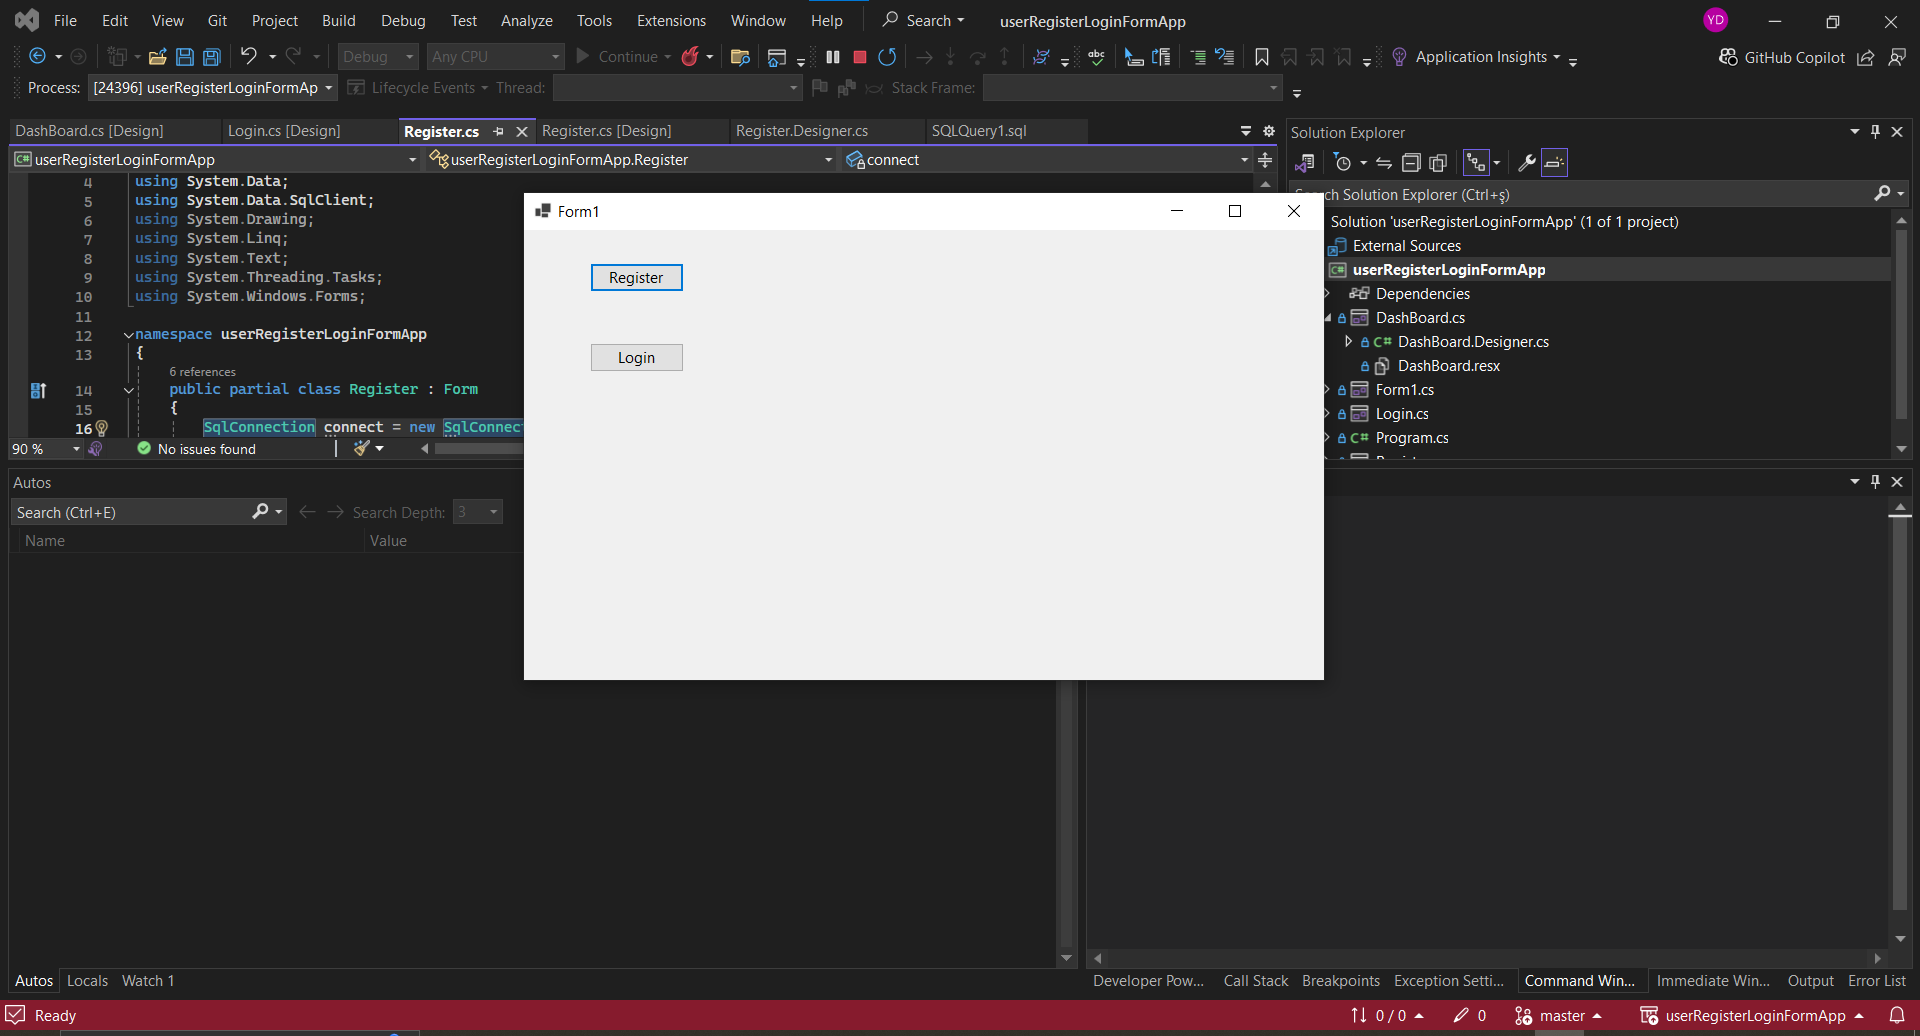 File Edit View Git Project Build Debug Test Analyze Tools Extensions Window Help Search userRegisterLoginFormApp YD
Debug Any CPU Continue abc Application Insights GitHub Copilot
Process: [24396] userRegisterLoginFormAp Lifecycle Events Thread: Stack Frame:
DashBoard.cs [Design] Login.cs [Design] Register.cs Register.cs [Design] Register.Designer.cs SQLQuery1.sql
C# userRegisterLoginFormApp userRegisterLoginFormApp.Register connect
4 using System.Data;
5 using System.Data.SqlClient;
6 using System.Drawing;
7 using System.Linq;
8 using System.Text;
9 using System.Threading.Tasks;
10 using System.Windows.Forms;
11
12 namespace userRegisterLoginFormApp
13 {
6 references
14 public partial class Register : Form
15 {
16 SqlConnection connect = new SqlConnec
90 % No issues found
Form1
Register
Login
Solution Explorer
ch Solution Explorer (Ctrl+ş)
Solution 'userRegisterLoginFormApp' (1 of 1 project)
External Sources
C# userRegisterLoginFormApp
Dependencies
DashBoard.cs
C# DashBoard.Designer.cs
DashBoard.resx
Form1.cs
Login.cs
C# Program.cs
Autos
Search (Ctrl+E) Search Depth: 3
Name Value
Autos Locals Watch 1
Developer Pow... Call Stack Breakpoints Exception Setti... Command Win... Immediate Win... Output Error List
Ready 0 / 0 0 master userRegisterLoginFormApp